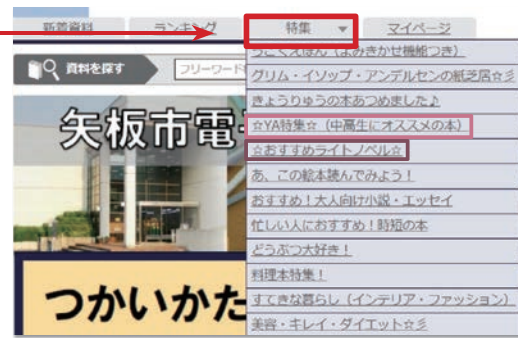 新着資料 ランキング 特集 ▼ マイページ
資料を探す フリーワード
うごくえほん（よみきかせ機能つき）
グリム・イソップ・アンデルセンの紙芝居☆彡
きょうりゅうの本あつめました♪
☆YA特集☆（中高生にオススメの本）
☆おすすめライトノベル☆
あ、この絵本読んでみよう！
おすすめ！大人向け小説・エッセイ
忙しい人におすすめ！時短の本
どうぶつ大好き！
料理本特集！
すてきな暮らし（インテリア・ファッション）
美容・キレイ・ダイエット☆彡
矢板市電
つかいかた